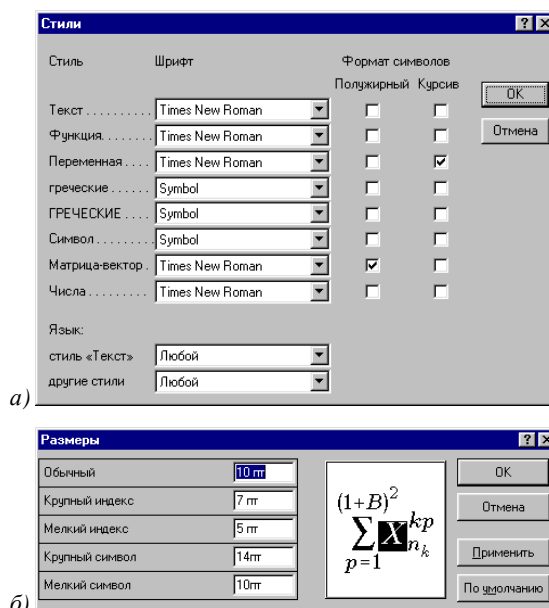 Стили
Стиль Шрифт Формат символов
Полужирный Курсив
OK
Текст . . . . . . . . . . Times New Roman
Функция. . . . . . . . Times New Roman
Отмена
Переменная . . . . Times New Roman
греческие . . . . . . Symbol
ГРЕЧЕСКИЕ . . . . Symbol
Символ . . . . . . . . Symbol
Матрица-вектор . Times New Roman
Числа . . . . . . . . . Times New Roman
Язык:
стиль «Текст» Любой
другие стили Любой
а)
Размеры
Обычный 10 пт
OK
Крупный индекс 7 пт
Отмена
Мелкий индекс 5 пт
Крупный символ 14пт
Применить
Мелкий символ 10пт
По умолчанию
(1+B)^2
∑ X n_k^kp
p=1
б)